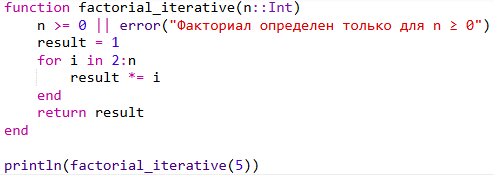 function factorial_iterative(n::Int)
    n >= 0 || error("Факториал определен только для n ≥ 0")
    result = 1
    for i in 2:n
        result *= i
    end
    return result
end

println(factorial_iterative(5))